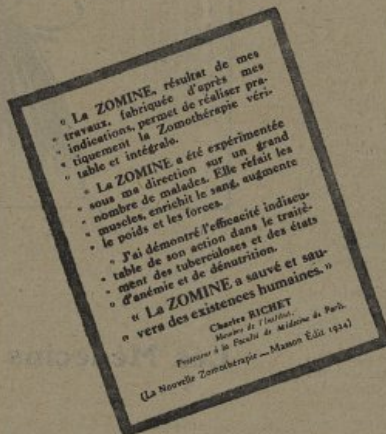 « La ZOMINE, résultat de mes
« travaux, fabriquée d'après mes
« indications, permet de réaliser pra-
« tiquement la Zomothérapie véri-
« table et intégrale.
« La ZOMINE a été expérimentée
« sous ma direction sur un grand
« nombre de malades. Elle refait les
« muscles, enrichit le sang, augmente
« le poids et les forces.
« J'ai démontré l'efficacité indiscu-
« table de son action dans le traite-
« ment des tuberculoses et des états
« d'anémie et de dénutrition.
« La ZOMINE a sauvé et sau-
« vera des existences humaines. »
Charles RICHET
Membre de l'Institut,
Professeur à la Faculté de Médecine de Paris.
(La Nouvelle Zomothérapie — Masson Édit. 1924)